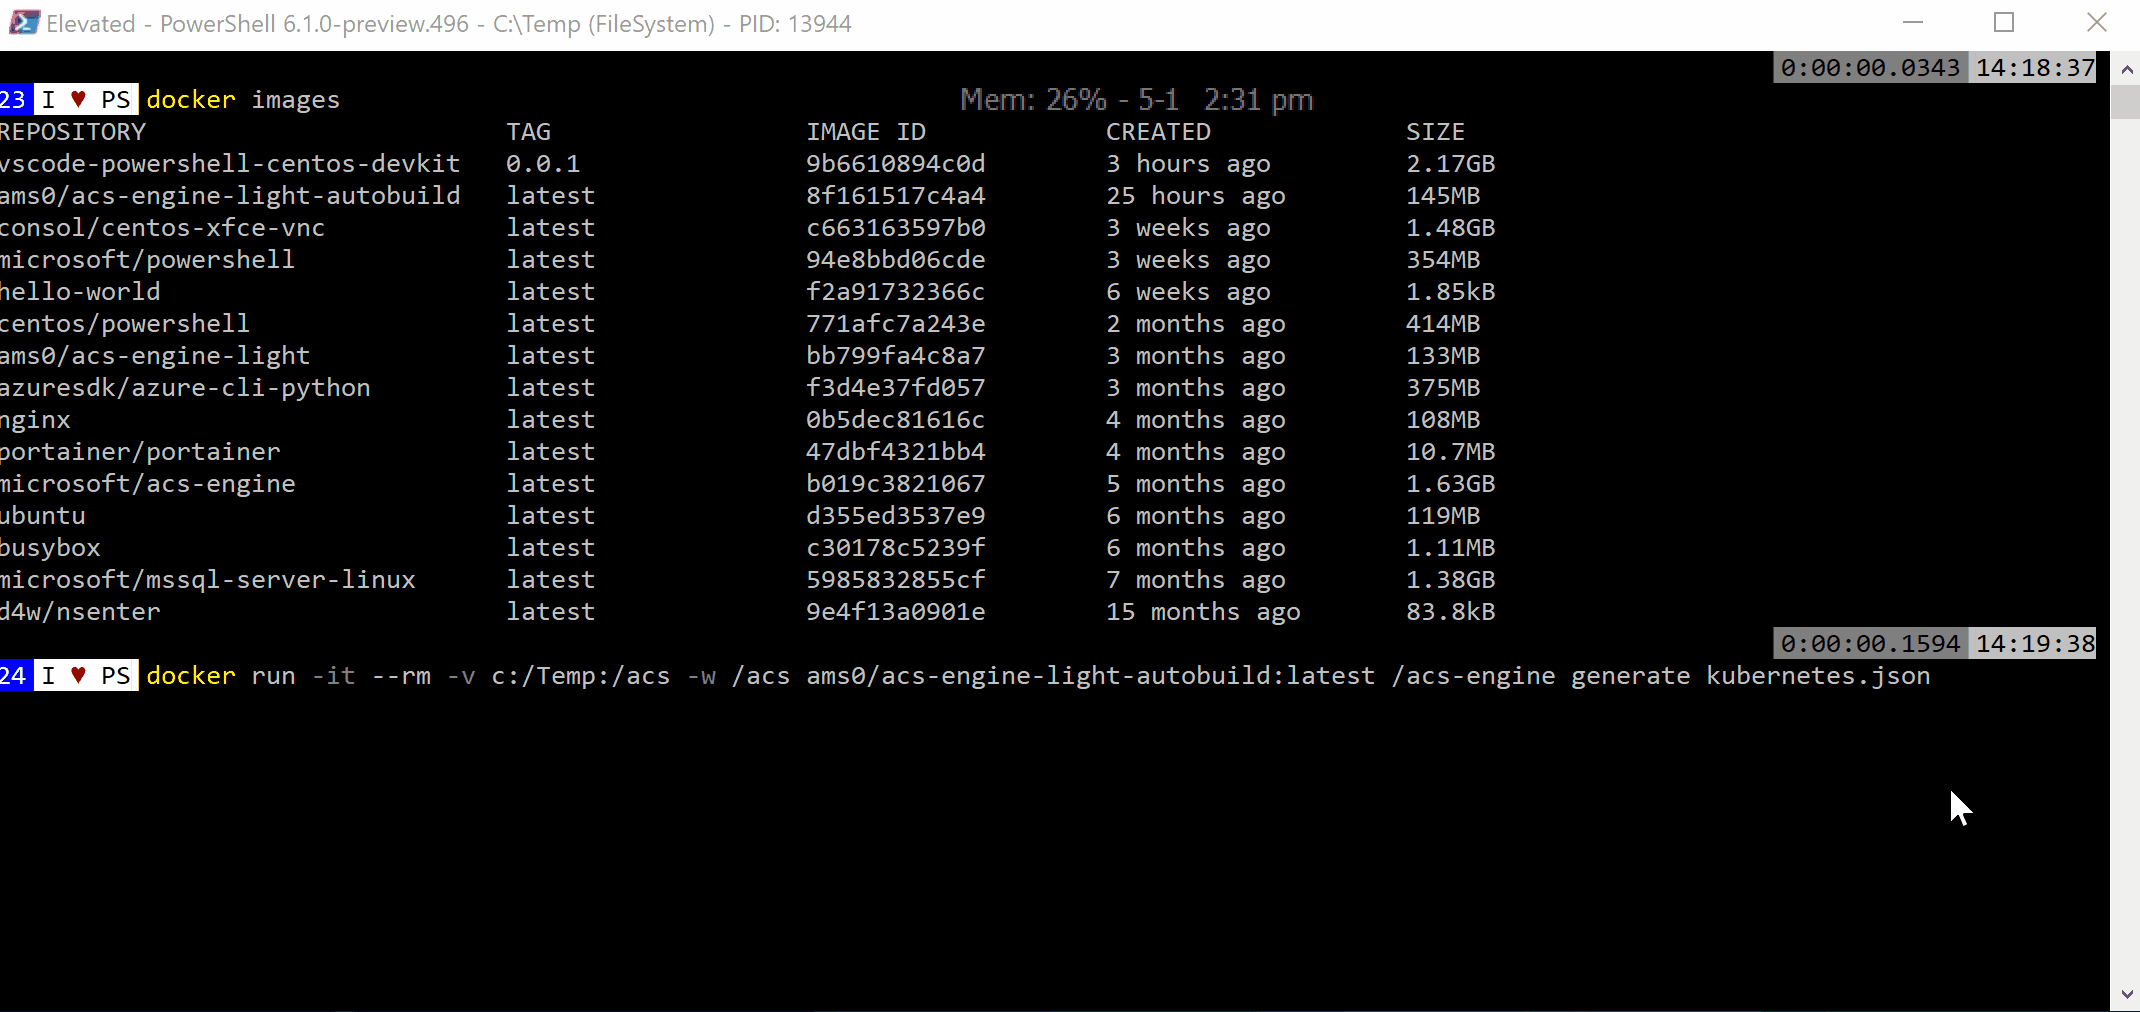 Elevated - PowerShell 6.1.0-preview.496 - C:\Temp (FileSystem) - PID: 13944
0:00:00.0343 14:18:37
23 I ♥ PS docker images Mem: 26% - 5-1 2:31 pm
REPOSITORY TAG IMAGE ID CREATED SIZE
vscode-powershell-centos-devkit 0.0.1 9b6610894c0d 3 hours ago 2.17GB
ams0/acs-engine-light-autobuild latest 8f161517c4a4 25 hours ago 145MB
consol/centos-xfce-vnc latest c663163597b0 3 weeks ago 1.48GB
microsoft/powershell latest 94e8bbd06cde 3 weeks ago 354MB
hello-world latest f2a91732366c 6 weeks ago 1.85kB
centos/powershell latest 771afc7a243e 2 months ago 414MB
ams0/acs-engine-light latest bb799fa4c8a7 3 months ago 133MB
azuresdk/azure-cli-python latest f3d4e37fd057 3 months ago 375MB
nginx latest 0b5dec81616c 4 months ago 108MB
portainer/portainer latest 47dbf4321bb4 4 months ago 10.7MB
microsoft/acs-engine latest b019c3821067 5 months ago 1.63GB
ubuntu latest d355ed3537e9 6 months ago 119MB
busybox latest c30178c5239f 6 months ago 1.11MB
microsoft/mssql-server-linux latest 5985832855cf 7 months ago 1.38GB
d4w/nsenter latest 9e4f13a0901e 15 months ago 83.8kB
0:00:00.1594 14:19:38
24 I ♥ PS docker run -it --rm -v c:/Temp:/acs -w /acs ams0/acs-engine-light-autobuild:latest /acs-engine generate kubernetes.json